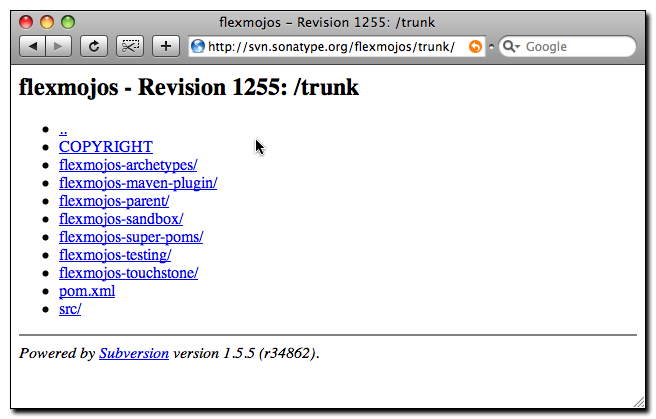 flexmojos - Revision 1255: /trunk
http://svn.sonatype.org/flexmojos/trunk/
Google
flexmojos - Revision 1255: /trunk
..
COPYRIGHT
flexmojos-archetypes/
flexmojos-maven-plugin/
flexmojos-parent/
flexmojos-sandbox/
flexmojos-super-poms/
flexmojos-testing/
flexmojos-touchstone/
pom.xml
src/
Powered by Subversion version 1.5.5 (r34862).